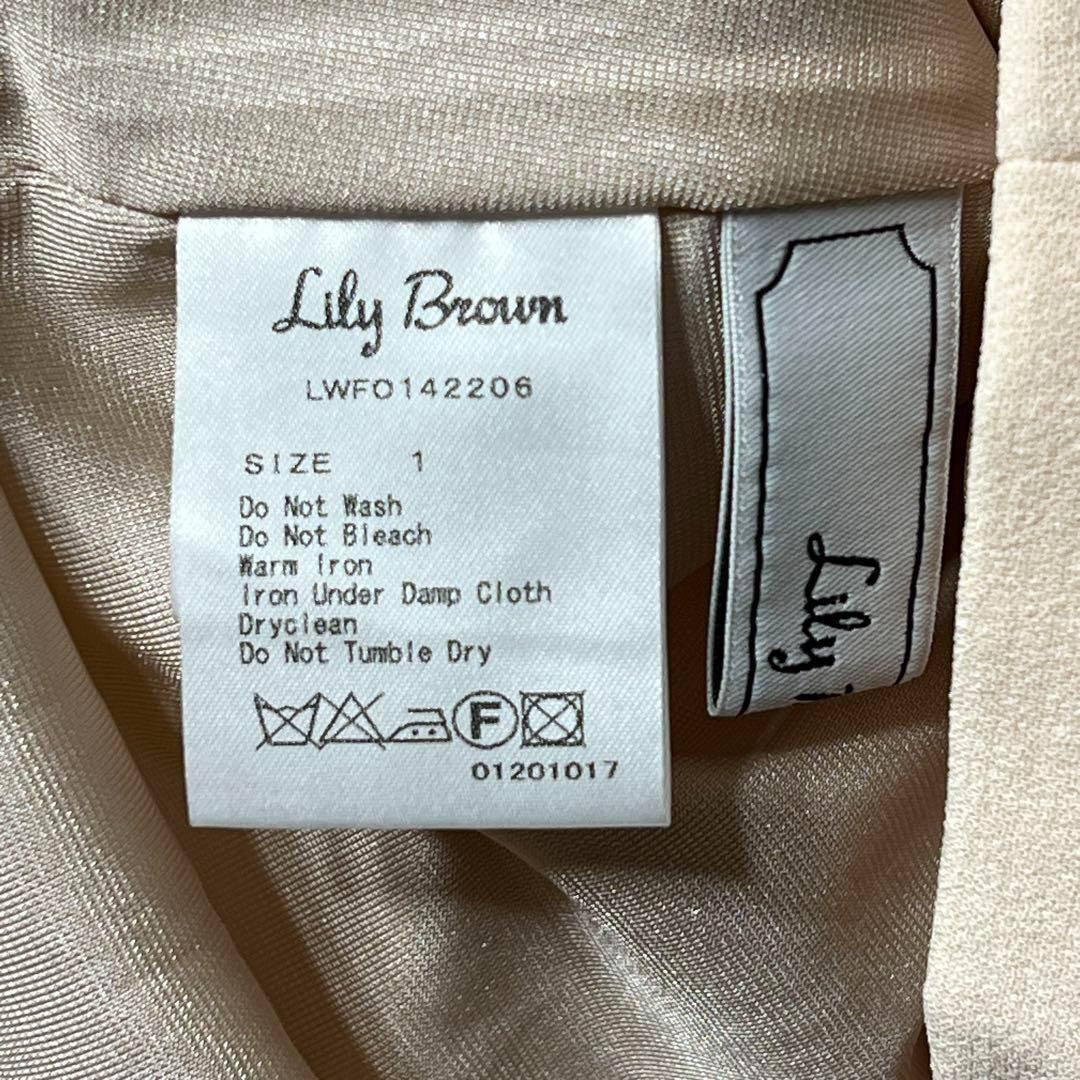 Lily Brown
LWFO142206
SIZE 1
Do Not Wash
Do Not Bleach
Warm Iron
Iron Under Damp Cloth
Dryclean
Do Not Tumble Dry
F
01201017
Lily